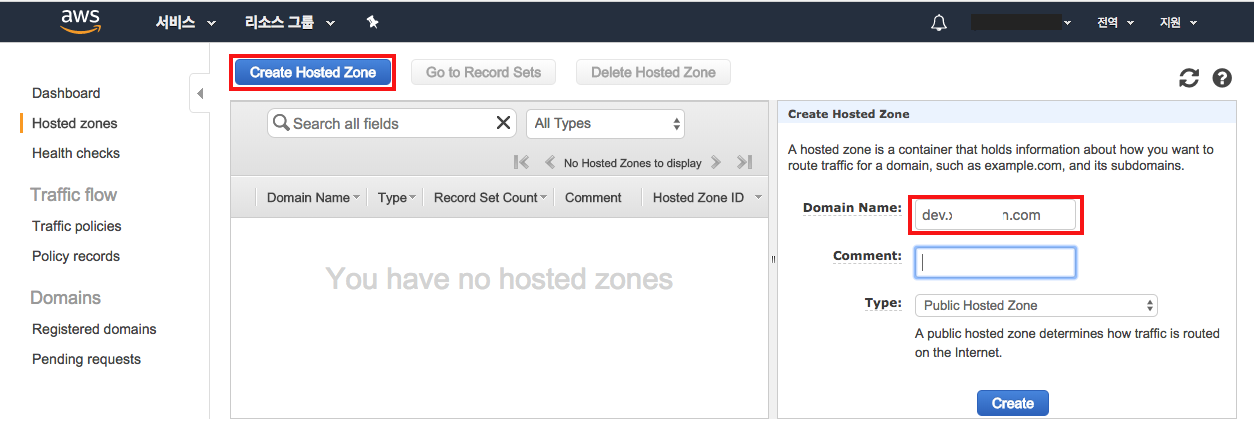 aws 서비스 리소스 그룹 전역 지원
Create Hosted Zone Go to Record Sets Delete Hosted Zone
Dashboard
Hosted zones
Health checks
Traffic flow
Traffic policies
Policy records
Domains
Registered domains
Pending requests
Search all fields All Types
No Hosted Zones to display
Domain Name Type Record Set Count Comment Hosted Zone ID
You have no hosted zones
Create Hosted Zone
A hosted zone is a container that holds information about how you want to
route traffic for a domain, such as example.com, and its subdomains.
Domain Name: dev. n.com
Comment:
Type: Public Hosted Zone
A public hosted zone determines how traffic is routed
on the Internet.
Create